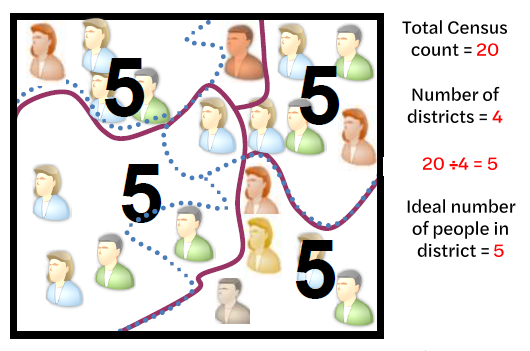 5
5
5
5
Total Census
count = 20
Number of
districts = 4
20 ÷4 = 5
Ideal number
of people in
district = 5